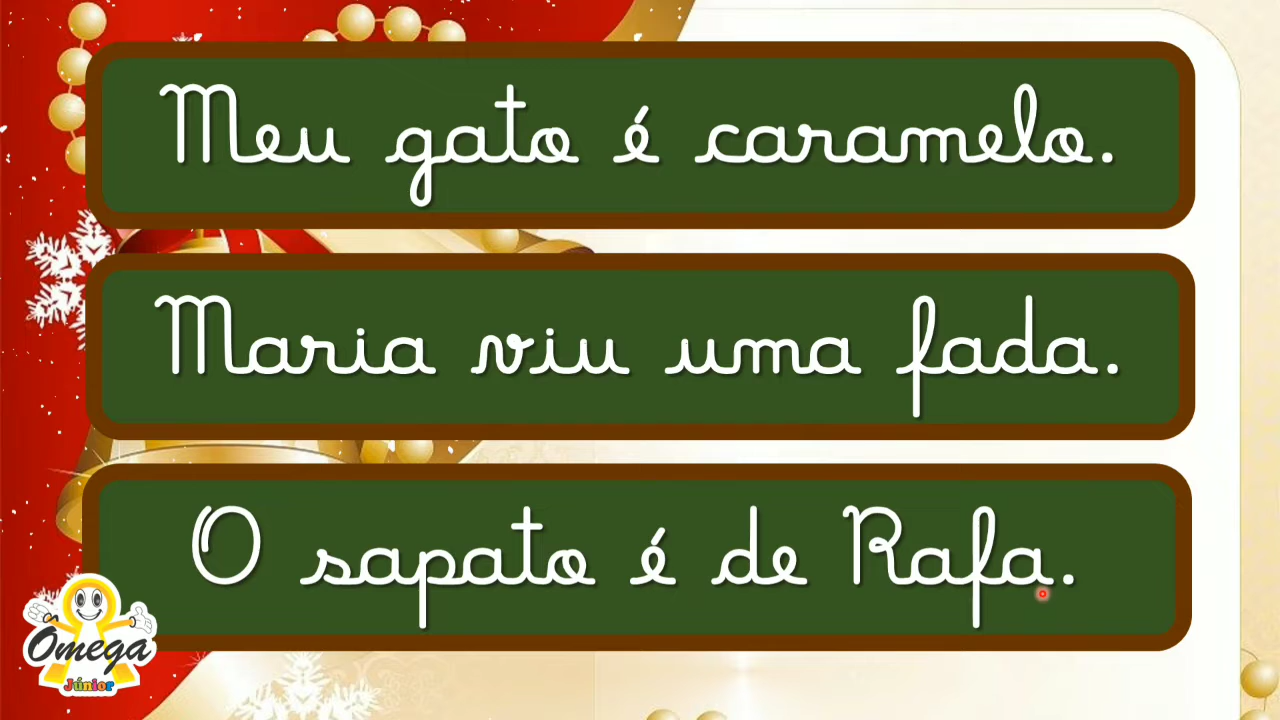 Meu gato é caramelo.
Maria viu uma fada.
O sapato é de Rafa.
Ômega
Júnior